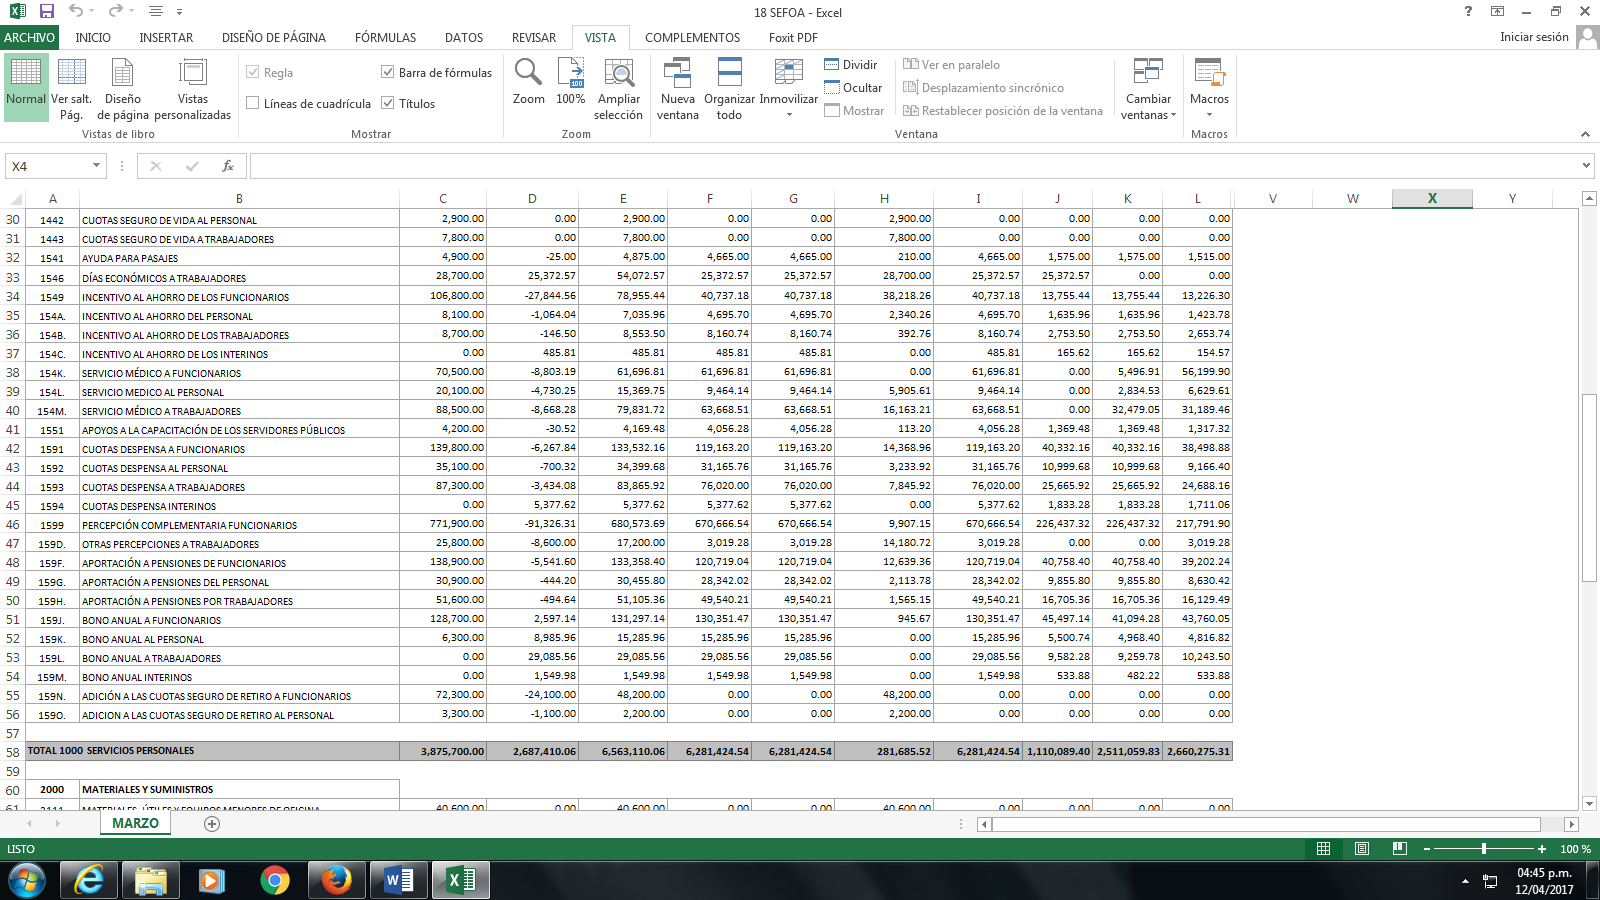 18 SEFOA - Excel
ARCHIVO INICIO INSERTAR DISEÑO DE PÁGINA FÓRMULAS DATOS REVISAR VISTA COMPLEMENTOS Foxit PDF Iniciar sesión
Normal Ver salt. Pág. Diseño de página Vistas personalizadas
Vistas de libro
Regla Barra de fórmulas
Líneas de cuadrícula Títulos
Mostrar
Zoom 100% Ampliar selección
Zoom
Nueva ventana Organizar todo Inmovilizar
Dividir Ver en paralelo
Ocultar Desplazamiento sincrónico
Mostrar Restablecer posición de la ventana
Cambiar ventanas
Ventana
Macros
Macros
X4 fx
A B C D E F G H I J K L V W X Y
30 1442 CUOTAS SEGURO DE VIDA AL PERSONAL 2,900.00 0.00 2,900.00 0.00 0.00 2,900.00 0.00 0.00 0.00 0.00
31 1443 CUOTAS SEGURO DE VIDA A TRABAJADORES 7,800.00 0.00 7,800.00 0.00 0.00 7,800.00 0.00 0.00 0.00 0.00
32 1541 AYUDA PARA PASAJES 4,900.00 -25.00 4,875.00 4,665.00 4,665.00 210.00 4,665.00 1,575.00 1,575.00 1,515.00
33 1546 DÍAS ECONÓMICOS A TRABAJADORES 28,700.00 25,372.57 54,072.57 25,372.57 25,372.57 28,700.00 25,372.57 25,372.57 0.00 0.00
34 1549 INCENTIVO AL AHORRO DE LOS FUNCIONARIOS 106,800.00 -27,844.56 78,955.44 40,737.18 40,737.18 38,218.26 40,737.18 13,755.44 13,755.44 13,226.30
35 154A. INCENTIVO AL AHORRO DEL PERSONAL 8,100.00 -1,064.04 7,035.96 4,695.70 4,695.70 2,340.26 4,695.70 1,635.96 1,635.96 1,423.78
36 154B. INCENTIVO AL AHORRO DE LOS TRABAJADORES 8,700.00 -146.50 8,553.50 8,160.74 8,160.74 392.76 8,160.74 2,753.50 2,753.50 2,653.74
37 154C. INCENTIVO AL AHORRO DE LOS INTERINOS 0.00 485.81 485.81 485.81 485.81 0.00 485.81 165.62 165.62 154.57
38 154K. SERVICIO MÉDICO A FUNCIONARIOS 70,500.00 -8,803.19 61,696.81 61,696.81 61,696.81 0.00 61,696.81 0.00 5,496.91 56,199.90
39 154L. SERVICIO MEDICO AL PERSONAL 20,100.00 -4,730.25 15,369.75 9,464.14 9,464.14 5,905.61 9,464.14 0.00 2,834.53 6,629.61
40 154M. SERVICIO MÉDICO A TRABAJADORES 88,500.00 -8,668.28 79,831.72 63,668.51 63,668.51 16,163.21 63,668.51 0.00 32,479.05 31,189.46
41 1551 APOYOS A LA CAPACITACIÓN DE LOS SERVIDORES PÚBLICOS 4,200.00 -30.52 4,169.48 4,056.28 4,056.28 113.20 4,056.28 1,369.48 1,369.48 1,317.32
42 1591 CUOTAS DESPENSA A FUNCIONARIOS 139,800.00 -6,267.84 133,532.16 119,163.20 119,163.20 14,368.96 119,163.20 40,332.16 40,332.16 38,498.88
43 1592 CUOTAS DESPENSA AL PERSONAL 35,100.00 -700.32 34,399.68 31,165.76 31,165.76 3,233.92 31,165.76 10,999.68 10,999.68 9,166.40
44 1593 CUOTAS DESPENSA A TRABAJADORES 87,300.00 -3,434.08 83,865.92 76,020.00 76,020.00 7,845.92 76,020.00 25,665.92 25,665.92 24,688.16
45 1594 CUOTAS DESPENSA INTERINOS 0.00 5,377.62 5,377.62 5,377.62 5,377.62 0.00 5,377.62 1,833.28 1,833.28 1,711.06
46 1599 PERCEPCIÓN COMPLEMENTARIA FUNCIONARIOS 771,900.00 -91,326.31 680,573.69 670,666.54 670,666.54 9,907.15 670,666.54 226,437.32 226,437.32 217,791.90
47 159D. OTRAS PERCEPCIONES A TRABAJADORES 25,800.00 -8,600.00 17,200.00 3,019.28 3,019.28 14,180.72 3,019.28 0.00 0.00 3,019.28
48 159F. APORTACIÓN A PENSIONES DE FUNCIONARIOS 138,900.00 -5,541.60 133,358.40 120,719.04 120,719.04 12,639.36 120,719.04 40,758.40 40,758.40 39,202.24
49 159G. APORTACIÓN A PENSIONES DEL PERSONAL 30,900.00 -444.20 30,455.80 28,342.02 28,342.02 2,113.78 28,342.02 9,855.80 9,855.80 8,630.42
50 159H. APORTACIÓN A PENSIONES POR TRABAJADORES 51,600.00 -494.64 51,105.36 49,540.21 49,540.21 1,565.15 49,540.21 16,705.36 16,705.36 16,129.49
51 159J. BONO ANUAL A FUNCIONARIOS 128,700.00 2,597.14 131,297.14 130,351.47 130,351.47 945.67 130,351.47 45,497.14 41,094.28 43,760.05
52 159K. BONO ANUAL AL PERSONAL 6,300.00 8,985.96 15,285.96 15,285.96 15,285.96 0.00 15,285.96 5,500.74 4,968.40 4,816.82
53 159L. BONO ANUAL A TRABAJADORES 0.00 29,085.56 29,085.56 29,085.56 29,085.56 0.00 29,085.56 9,582.28 9,259.78 10,243.50
54 159M. BONO ANUAL INTERINOS 0.00 1,549.98 1,549.98 1,549.98 1,549.98 0.00 1,549.98 533.88 482.22 533.88
55 159N. ADICIÓN A LAS CUOTAS SEGURO DE RETIRO A FUNCIONARIOS 72,300.00 -24,100.00 48,200.00 0.00 0.00 48,200.00 0.00 0.00 0.00 0.00
56 159O. ADICION A LAS CUOTAS SEGURO DE RETIRO AL PERSONAL 3,300.00 -1,100.00 2,200.00 0.00 0.00 2,200.00 0.00 0.00 0.00 0.00
57
58 TOTAL 1000 SERVICIOS PERSONALES 3,875,700.00 2,687,410.06 6,563,110.06 6,281,424.54 6,281,424.54 281,685.52 6,281,424.54 1,110,089.40 2,511,059.83 2,660,275.31
59
60 2000 MATERIALES Y SUMINISTROS
61 2111 MATERIALES, ÚTILES Y EQUIPOS MENORES DE OFICINA 40,600.00 0.00 40,600.00 0.00 0.00 40,600.00 0.00 0.00 0.00 0.00
MARZO
LISTO 100 %
04:45 p.m.
12/04/2017